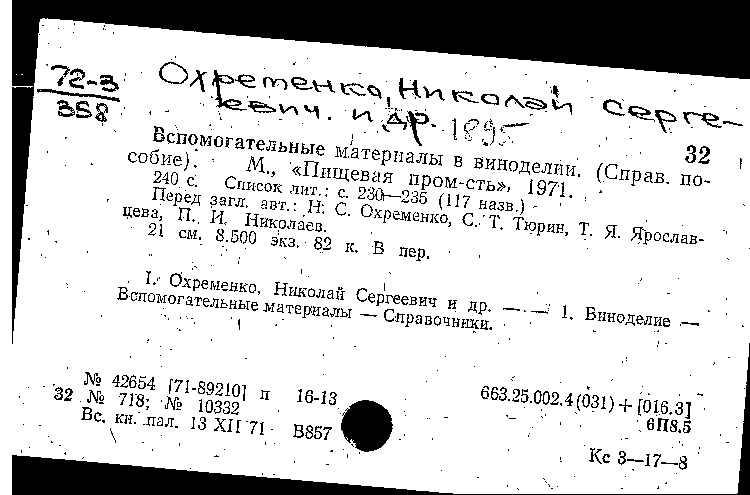 72-3
358
Охременко, Николай Серге-
евич. и др. 1895
32
Вспомогательные материалы в виноделии. (Справ. по-
собие). М., «Пищевая пром-сть», 1971.
240 с. Список лит.: с. 230—235 (117 назв.)
Перед загл. авт.: Н. С. Охременко, С. Т. Тюрин, Т. Я. Ярослав-
цева, П. И. Николаев.
21 см. 8.500 экз. 82 к. В пер.
I. Охременко, Николай Сергеевич и др. — — 1. Виноделие —
Вспомогательные материалы — Справочники.
№ 42654 [71-89210] п 16-13
32 № 718; № 10332
Вс. кн. пал. 13 XII 71 В857
663.25.002.4(031) + [016.3]
6П8.5
Кс 3—17—8